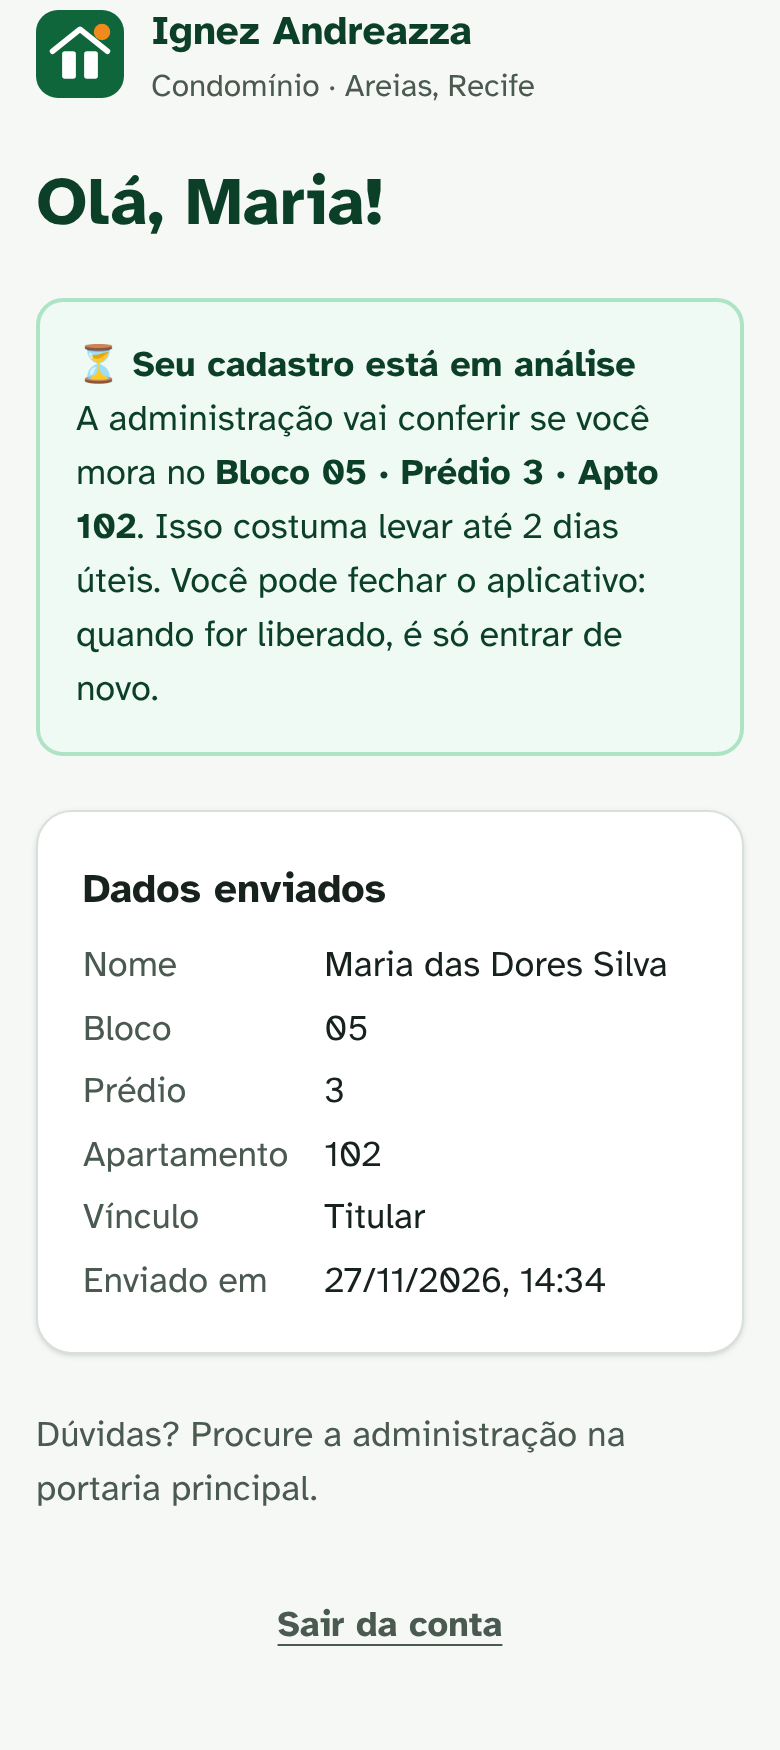 Ignez Andreazza
Condomínio · Areias, Recife
Olá, Maria!
⏳ Seu cadastro está em análise
A administração vai conferir se você
mora no Bloco 05 · Prédio 3 · Apto
102. Isso costuma levar até 2 dias
úteis. Você pode fechar o aplicativo:
quando for liberado, é só entrar de
novo.
Dados enviados
Nome Maria das Dores Silva
Bloco 05
Prédio 3
Apartamento 102
Vínculo Titular
Enviado em 27/11/2026, 14:34
Dúvidas? Procure a administração na
portaria principal.
Sair da conta